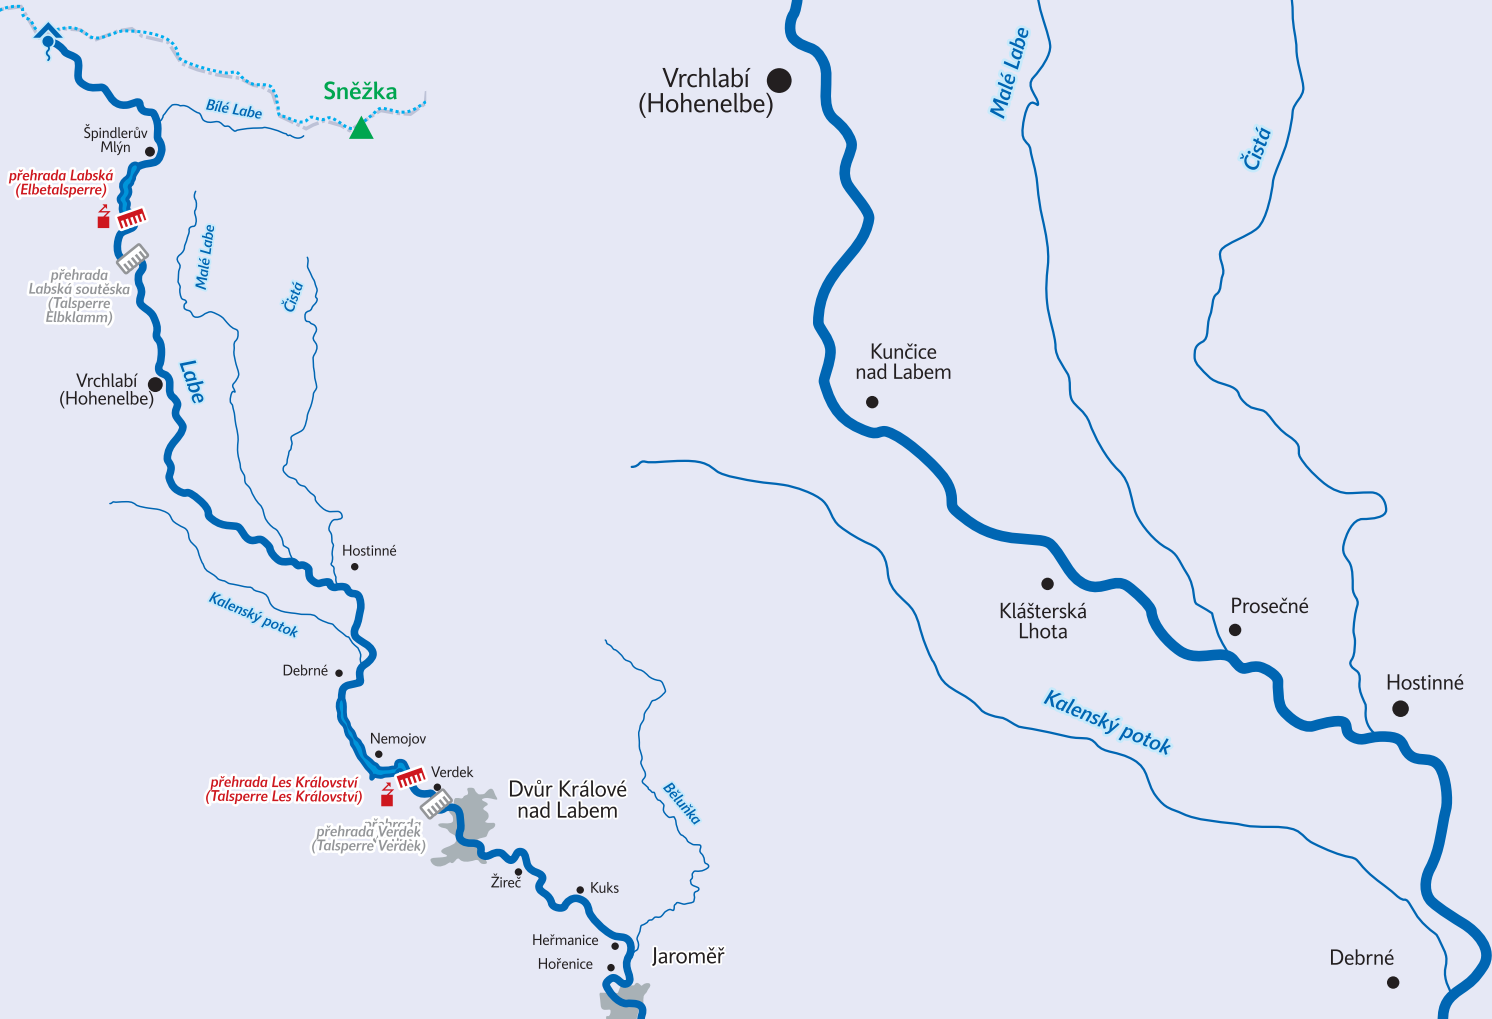 Sněžka
Bílé Labe
Špindlerův
Mlýn
přehrada Labská
(Elbetalsperre)
Malé Labe
přehrada
Labská soutěska
(Talsperre
Elbklamm)
Čistá
Labe
Vrchlabí
(Hohenelbe)
Hostinné
Kalenský potok
Debrné
Nemojov
přehrada Les Království
(Talsperre Les Království)
Verdek
přehrada
přehrada Verdek
(Talsperre Verdek)
Dvůr Králové
nad Labem
Běluňka
Žireč
Kuks
Heřmanice
Hořenice
Jaroměř
Vrchlabí
(Hohenelbe)
Malé Labe
Čistá
Kunčice
nad Labem
Klášterská
Lhota
Prosečné
Hostinné
Kalenský potok
Debrné